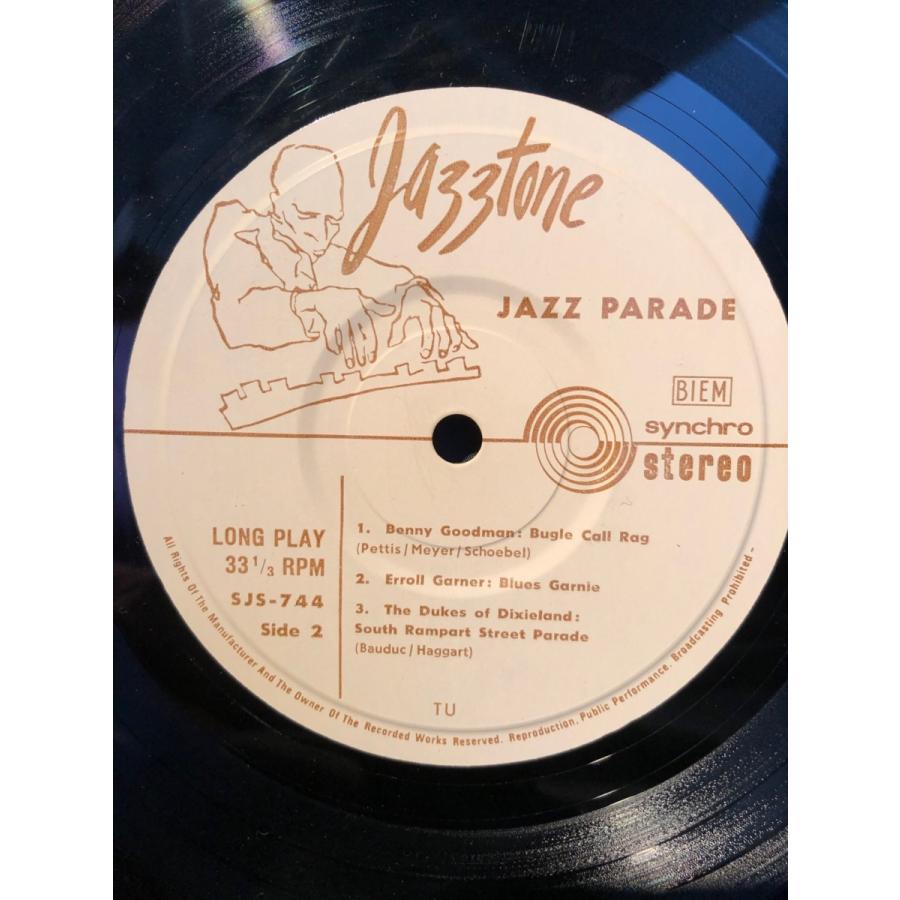 Jazztone
JAZZ PARADE
BIEM
synchro
stereo
LONG PLAY
33 1/3 RPM
SJS-744
Side 2
1. Benny Goodman: Bugle Call Rag
(Pettis/Meyer/Schoebel)
2. Erroll Garner: Blues Garnie
3. The Dukes of Dixieland:
South Rampart Street Parade
(Bauduc/Haggart)
TU
All Rights Of The Manufacturer And The Owner Of The Recorded Works Reserved. Reproduction, Public Performance, Broadcasting Prohibited -